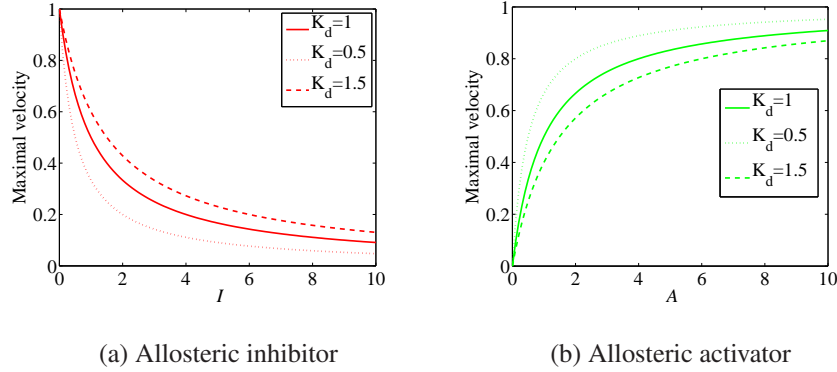 1
0.8
0.6
0.4
0.2
0
0 2 4 6 8 10
Maximal velocity
I
K_d=1
K_d=0.5
K_d=1.5
(a) Allosteric inhibitor
1
0.8
0.6
0.4
0.2
0
0 2 4 6 8 10
Maximal velocity
A
K_d=1
K_d=0.5
K_d=1.5
(b) Allosteric activator